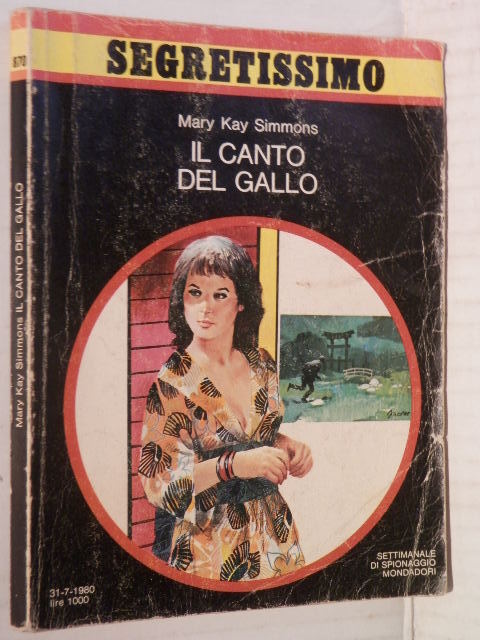 SEGRETISSIMO
Mary Kay Simmons
IL CANTO
DEL GALLO
31-7-1980
lire 1000
SETTIMANALE
DI SPIONAGGIO
MONDADORI
Mary Kay Simmons IL CANTO DEL GALLO